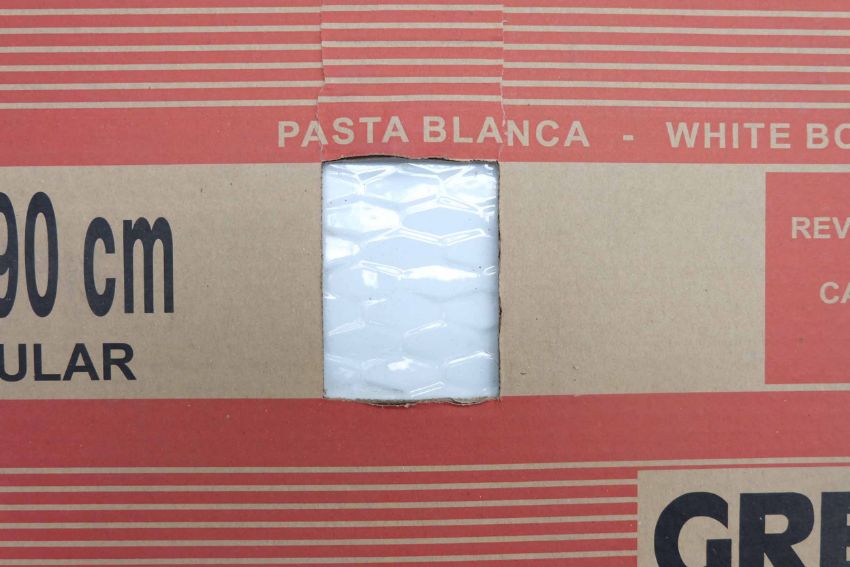 PASTA BLANCA - WHITE BO
90 cm
ULAR
REV
CA
GRE